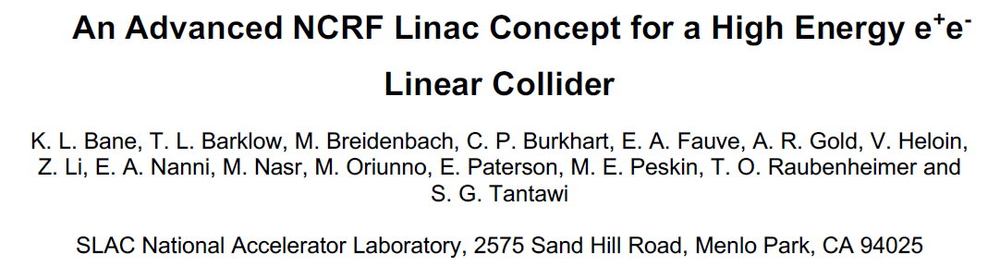 An Advanced NCRF Linac Concept for a High Energy e⁺e⁻
Linear Collider
K. L. Bane, T. L. Barklow, M. Breidenbach, C. P. Burkhart, E. A. Fauve, A. R. Gold, V. Heloin,
Z. Li, E. A. Nanni, M. Nasr, M. Oriunno, E. Paterson, M. E. Peskin, T. O. Raubenheimer and
S. G. Tantawi
SLAC National Accelerator Laboratory, 2575 Sand Hill Road, Menlo Park, CA 94025